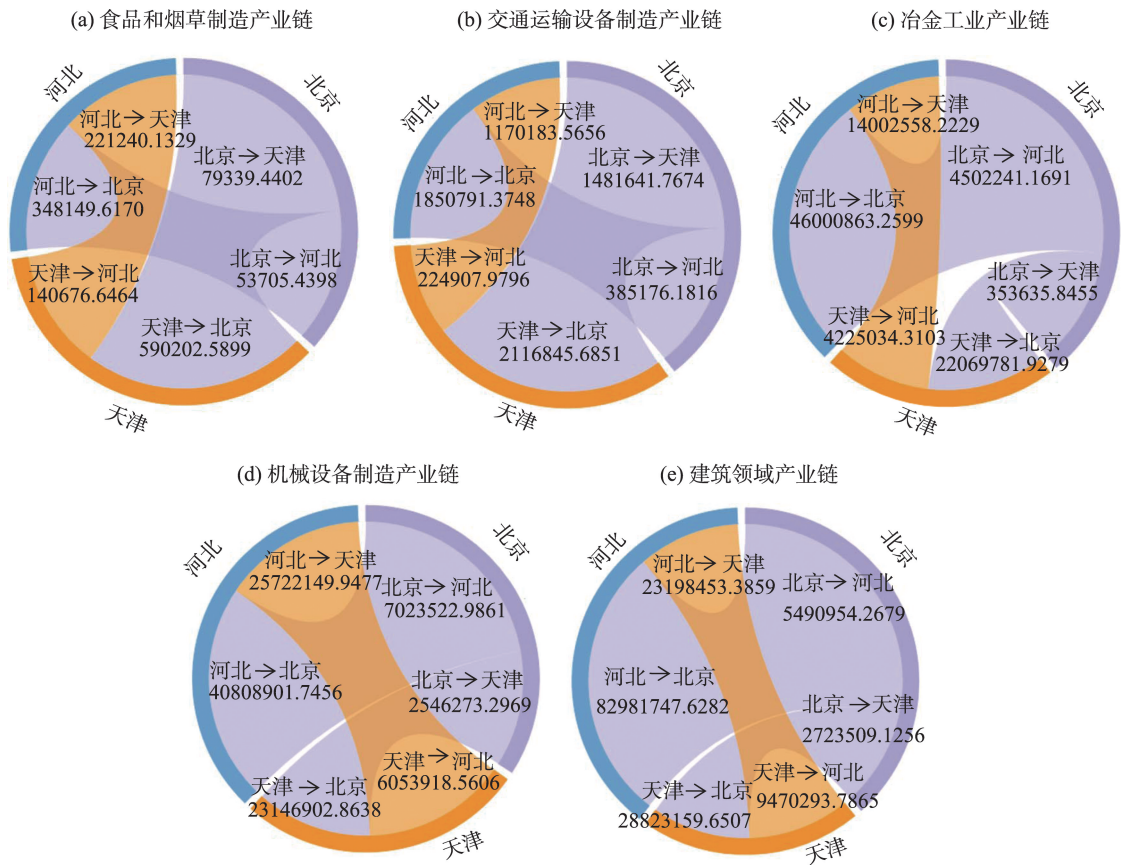 (a) 食品和烟草制造产业链
河北
北京
河北→天津
221240.1329
北京→天津
79339.4402
河北→北京
348149.6170
北京→河北
53705.4398
天津→河北
140676.6464
天津→北京
590202.5899
天津
(b) 交通运输设备制造产业链
河北
北京
河北→天津
1170183.5656
北京→天津
1481641.7674
河北→北京
1850791.3748
天津→河北
224907.9796
北京→河北
385176.1816
天津→北京
2116845.6851
天津
(c) 冶金工业产业链
河北
北京
河北→天津
14002558.2229
北京→河北
4502241.1691
河北→北京
46000863.2599
北京→天津
353635.8455
天津→河北
4225034.3103
天津→北京
22069781.9279
天津
(d) 机械设备制造产业链
河北
北京
河北→天津
25722149.9477
北京→河北
7023522.9861
河北→北京
40808901.7456
北京→天津
2546273.2969
天津→河北
6053918.5606
天津→北京
23146902.8638
天津
(e) 建筑领域产业链
河北
北京
河北→天津
23198453.3859
北京→河北
5490954.2679
河北→北京
82981747.6282
北京→天津
2723509.1256
天津→河北
9470293.7865
天津→北京
28823159.6507
天津